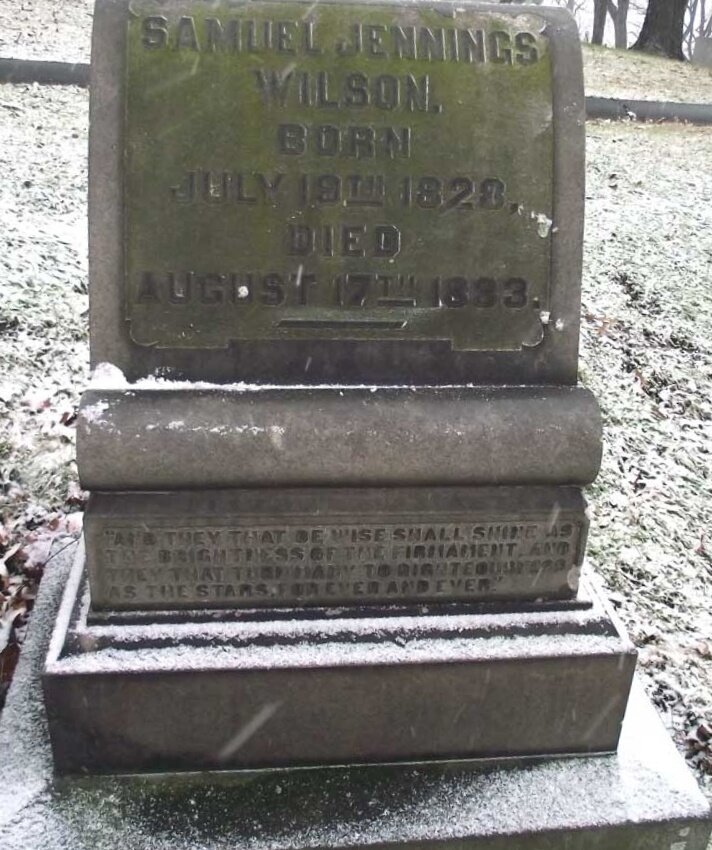 SAMUEL JENNINGS
WILSON.
BORN
JULY 19TH 1828.
DIED
AUGUST 17TH 1883.
"AND THEY THAT BE WISE SHALL SHINE AS
THE BRIGHTNESS OF THE FIRMAMENT, AND
THEY THAT TURN MANY TO RIGHTEOUSNESS
AS THE STARS, FOR EVER AND EVER."